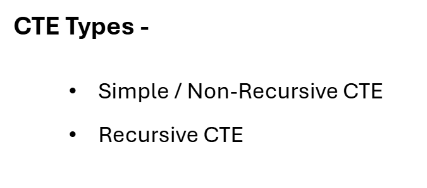 CTE Types -
• Simple / Non-Recursive CTE
• Recursive CTE